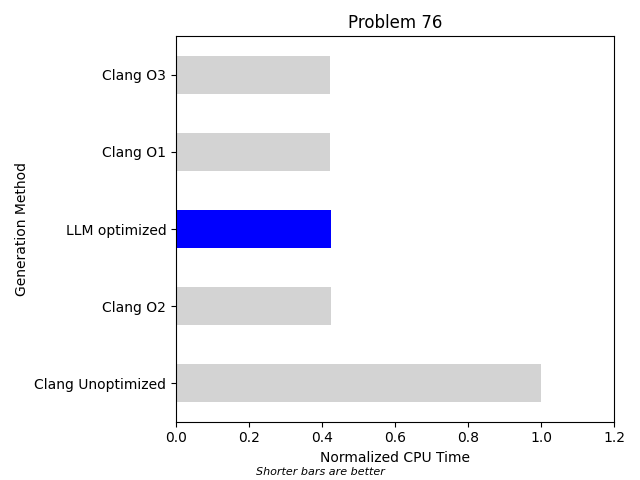 Problem 76
Clang O3
Clang O1
LLM optimized
Clang O2
Clang Unoptimized
Generation Method
0.0 0.2 0.4 0.6 0.8 1.0 1.2
Normalized CPU Time
Shorter bars are better